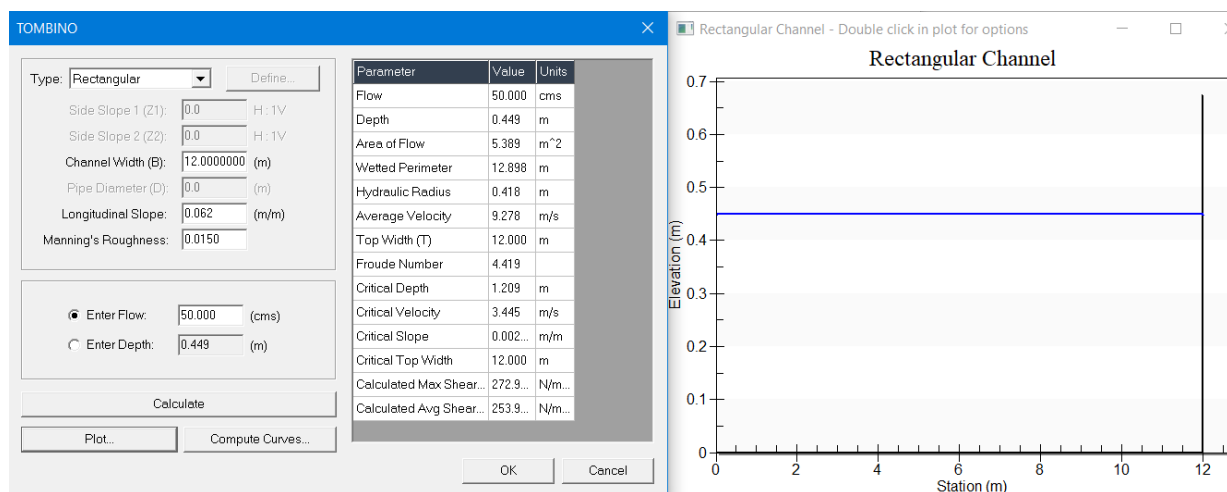 TOMBINO
Type: Rectangular Define...
Side Slope 1 (Z1): 0.0 H : 1V
Side Slope 2 (Z2): 0.0 H : 1V
Channel Width (B): 12.0000000 (m)
Pipe Diameter (D): 0.0 (m)
Longitudinal Slope: 0.062 (m/m)
Manning's Roughness: 0.0150
Enter Flow: 50.000 (cms)
Enter Depth: 0.449 (m)
Calculate
Plot... Compute Curves...
Parameter Value Units
Flow 50.000 cms
Depth 0.449 m
Area of Flow 5.389 m^2
Wetted Perimeter 12.898 m
Hydraulic Radius 0.418 m
Average Velocity 9.278 m/s
Top Width (T) 12.000 m
Froude Number 4.419
Critical Depth 1.209 m
Critical Velocity 3.445 m/s
Critical Slope 0.002... m/m
Critical Top Width 12.000 m
Calculated Max Shear... 272.9... N/m...
Calculated Avg Shear... 253.9... N/m...
OK Cancel
Rectangular Channel - Double click in plot for options
Rectangular Channel
Elevation (m)
0.7
0.6
0.5
0.4
0.3
0.2
0.1
0
0 2 4 6 8 10 12
Station (m)